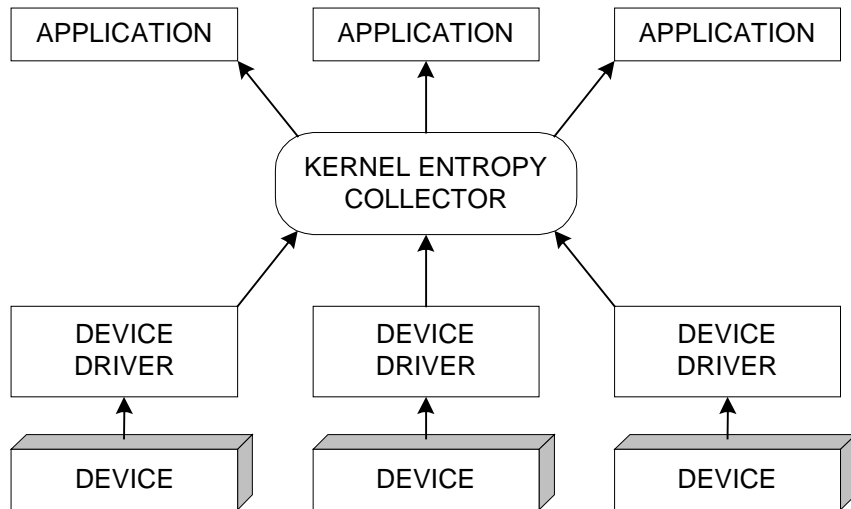 APPLICATION
APPLICATION
APPLICATION
KERNEL ENTROPY
COLLECTOR
DEVICE
DRIVER
DEVICE
DRIVER
DEVICE
DRIVER
DEVICE
DEVICE
DEVICE